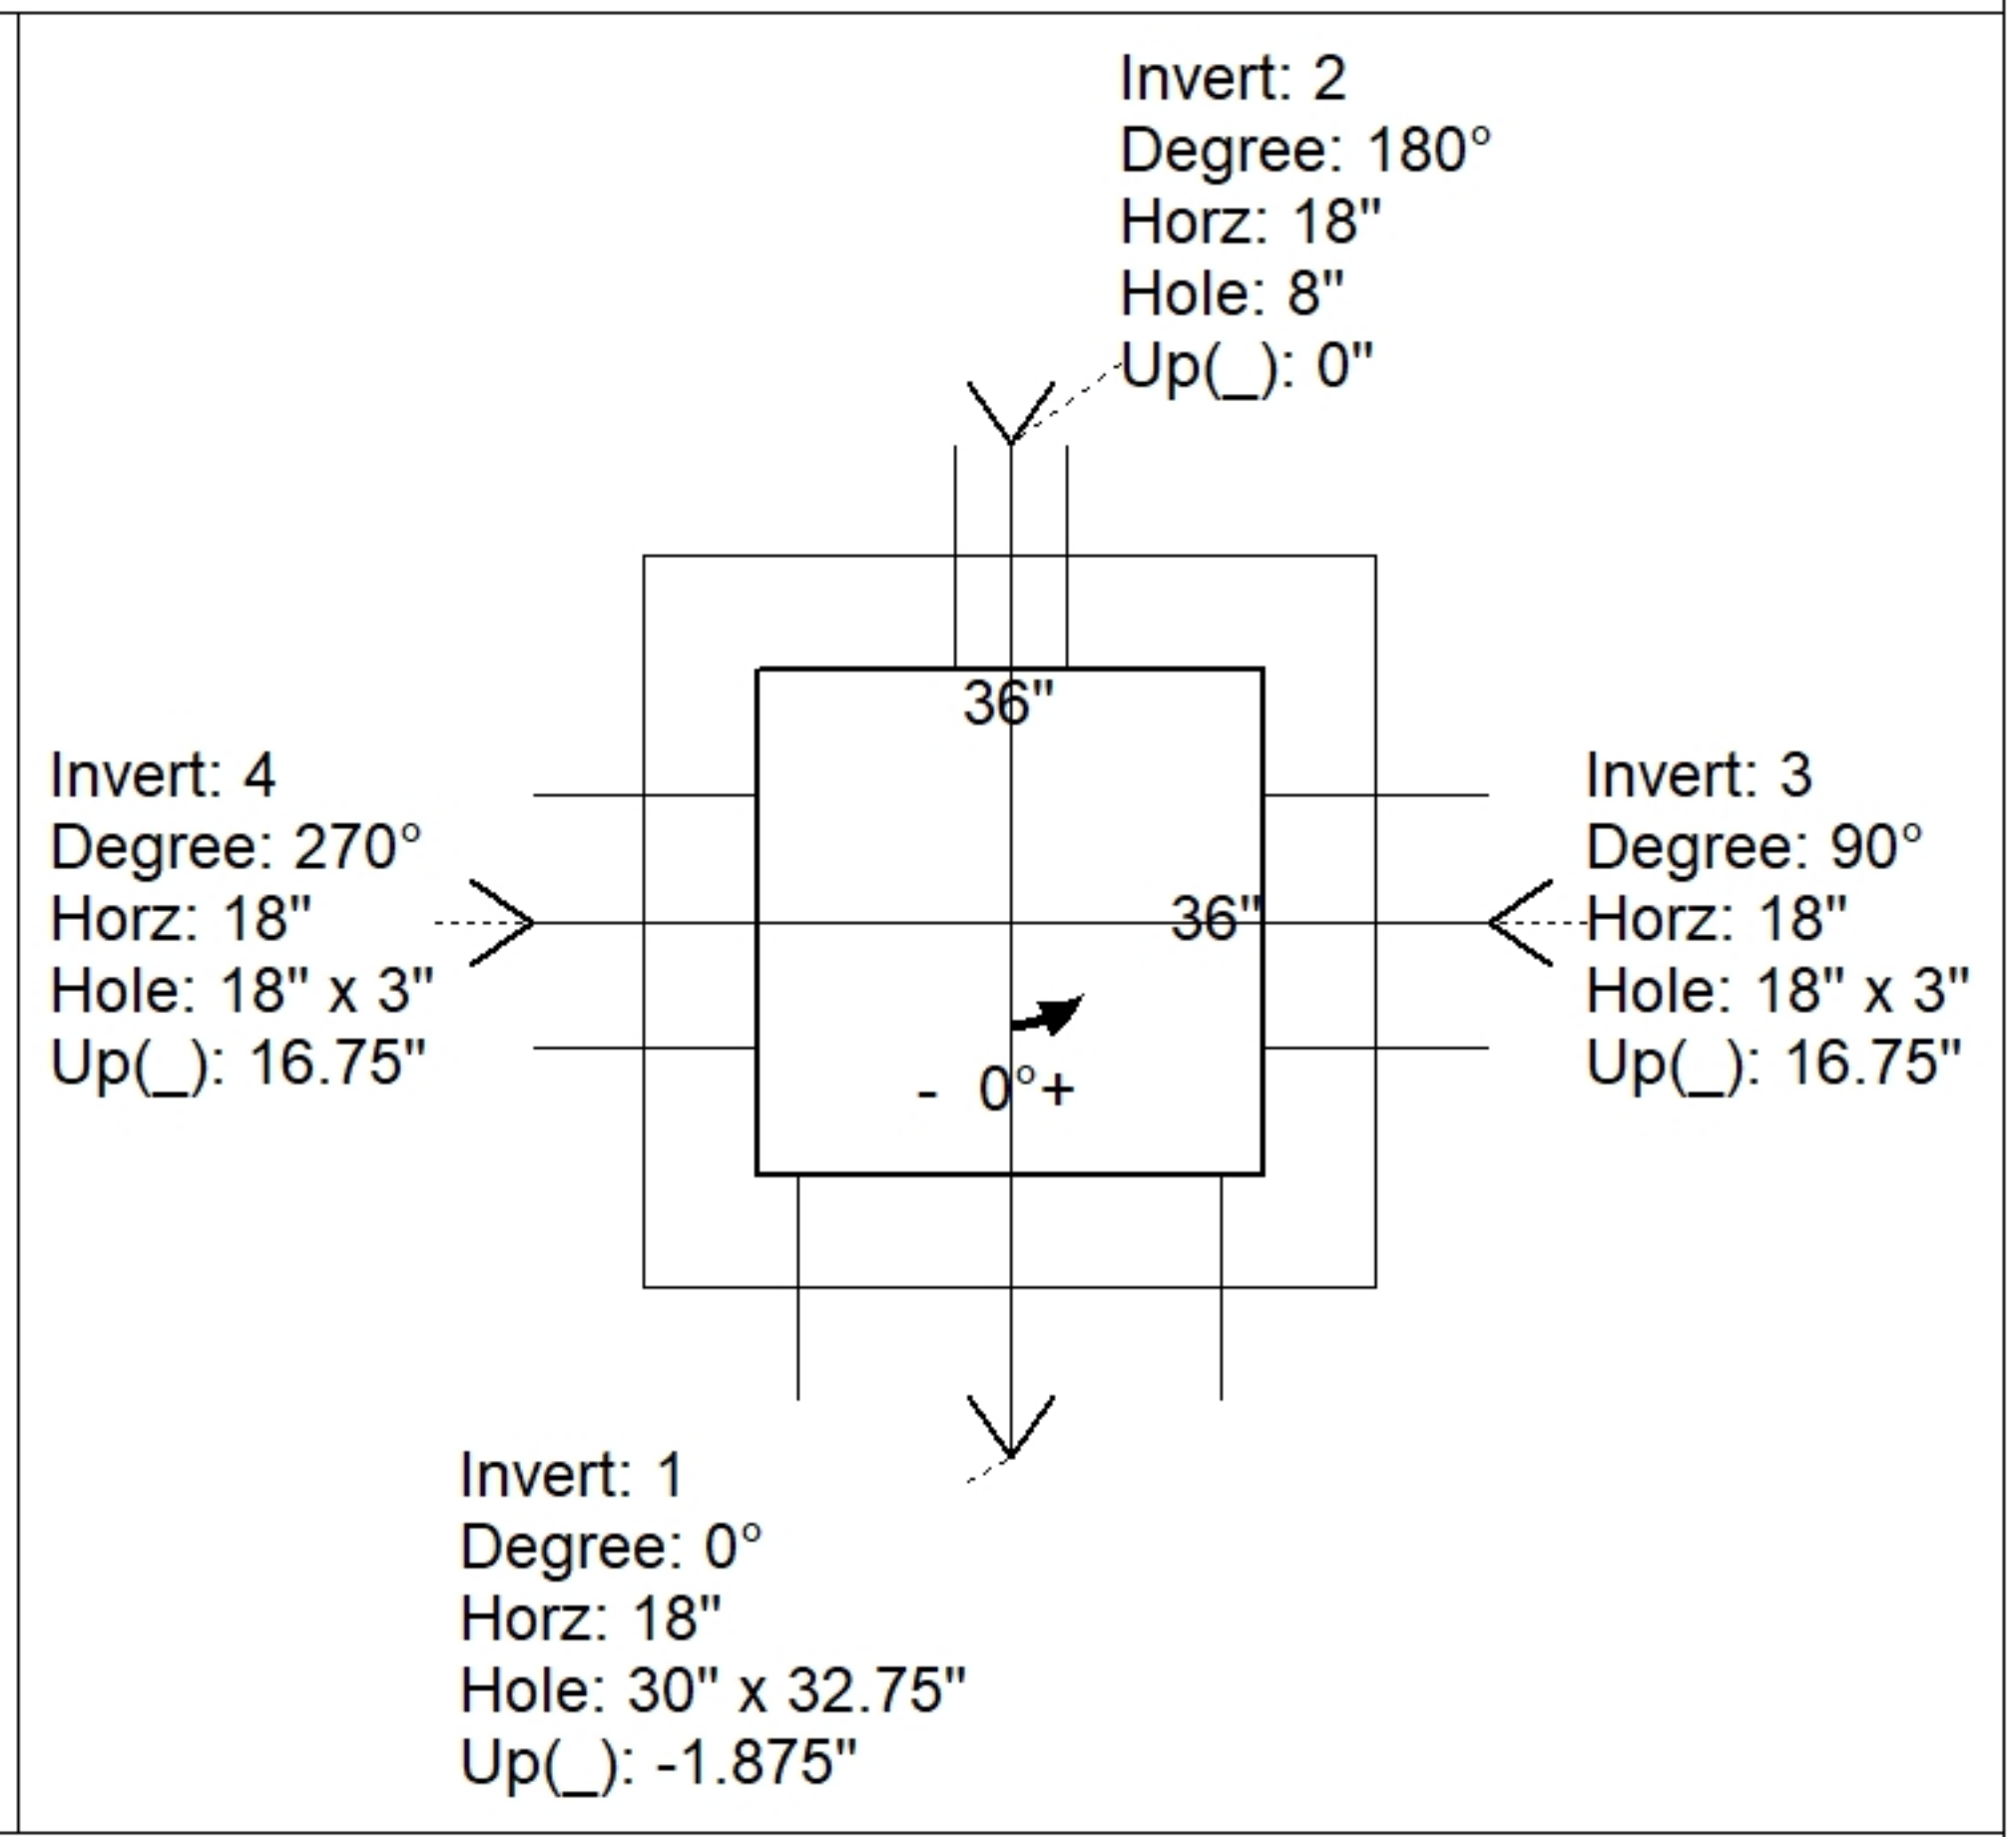 Invert: 2
Degree: 180°
Horz: 18"
Hole: 8"
Up(_): 0"
36"
Invert: 4
Degree: 270°
Horz: 18"
Hole: 18" x 3"
Up(_): 16.75"
36"
Invert: 3
Degree: 90°
Horz: 18"
Hole: 18" x 3"
Up(_): 16.75"
- 0°+
Invert: 1
Degree: 0°
Horz: 18"
Hole: 30" x 32.75"
Up(_): -1.875"